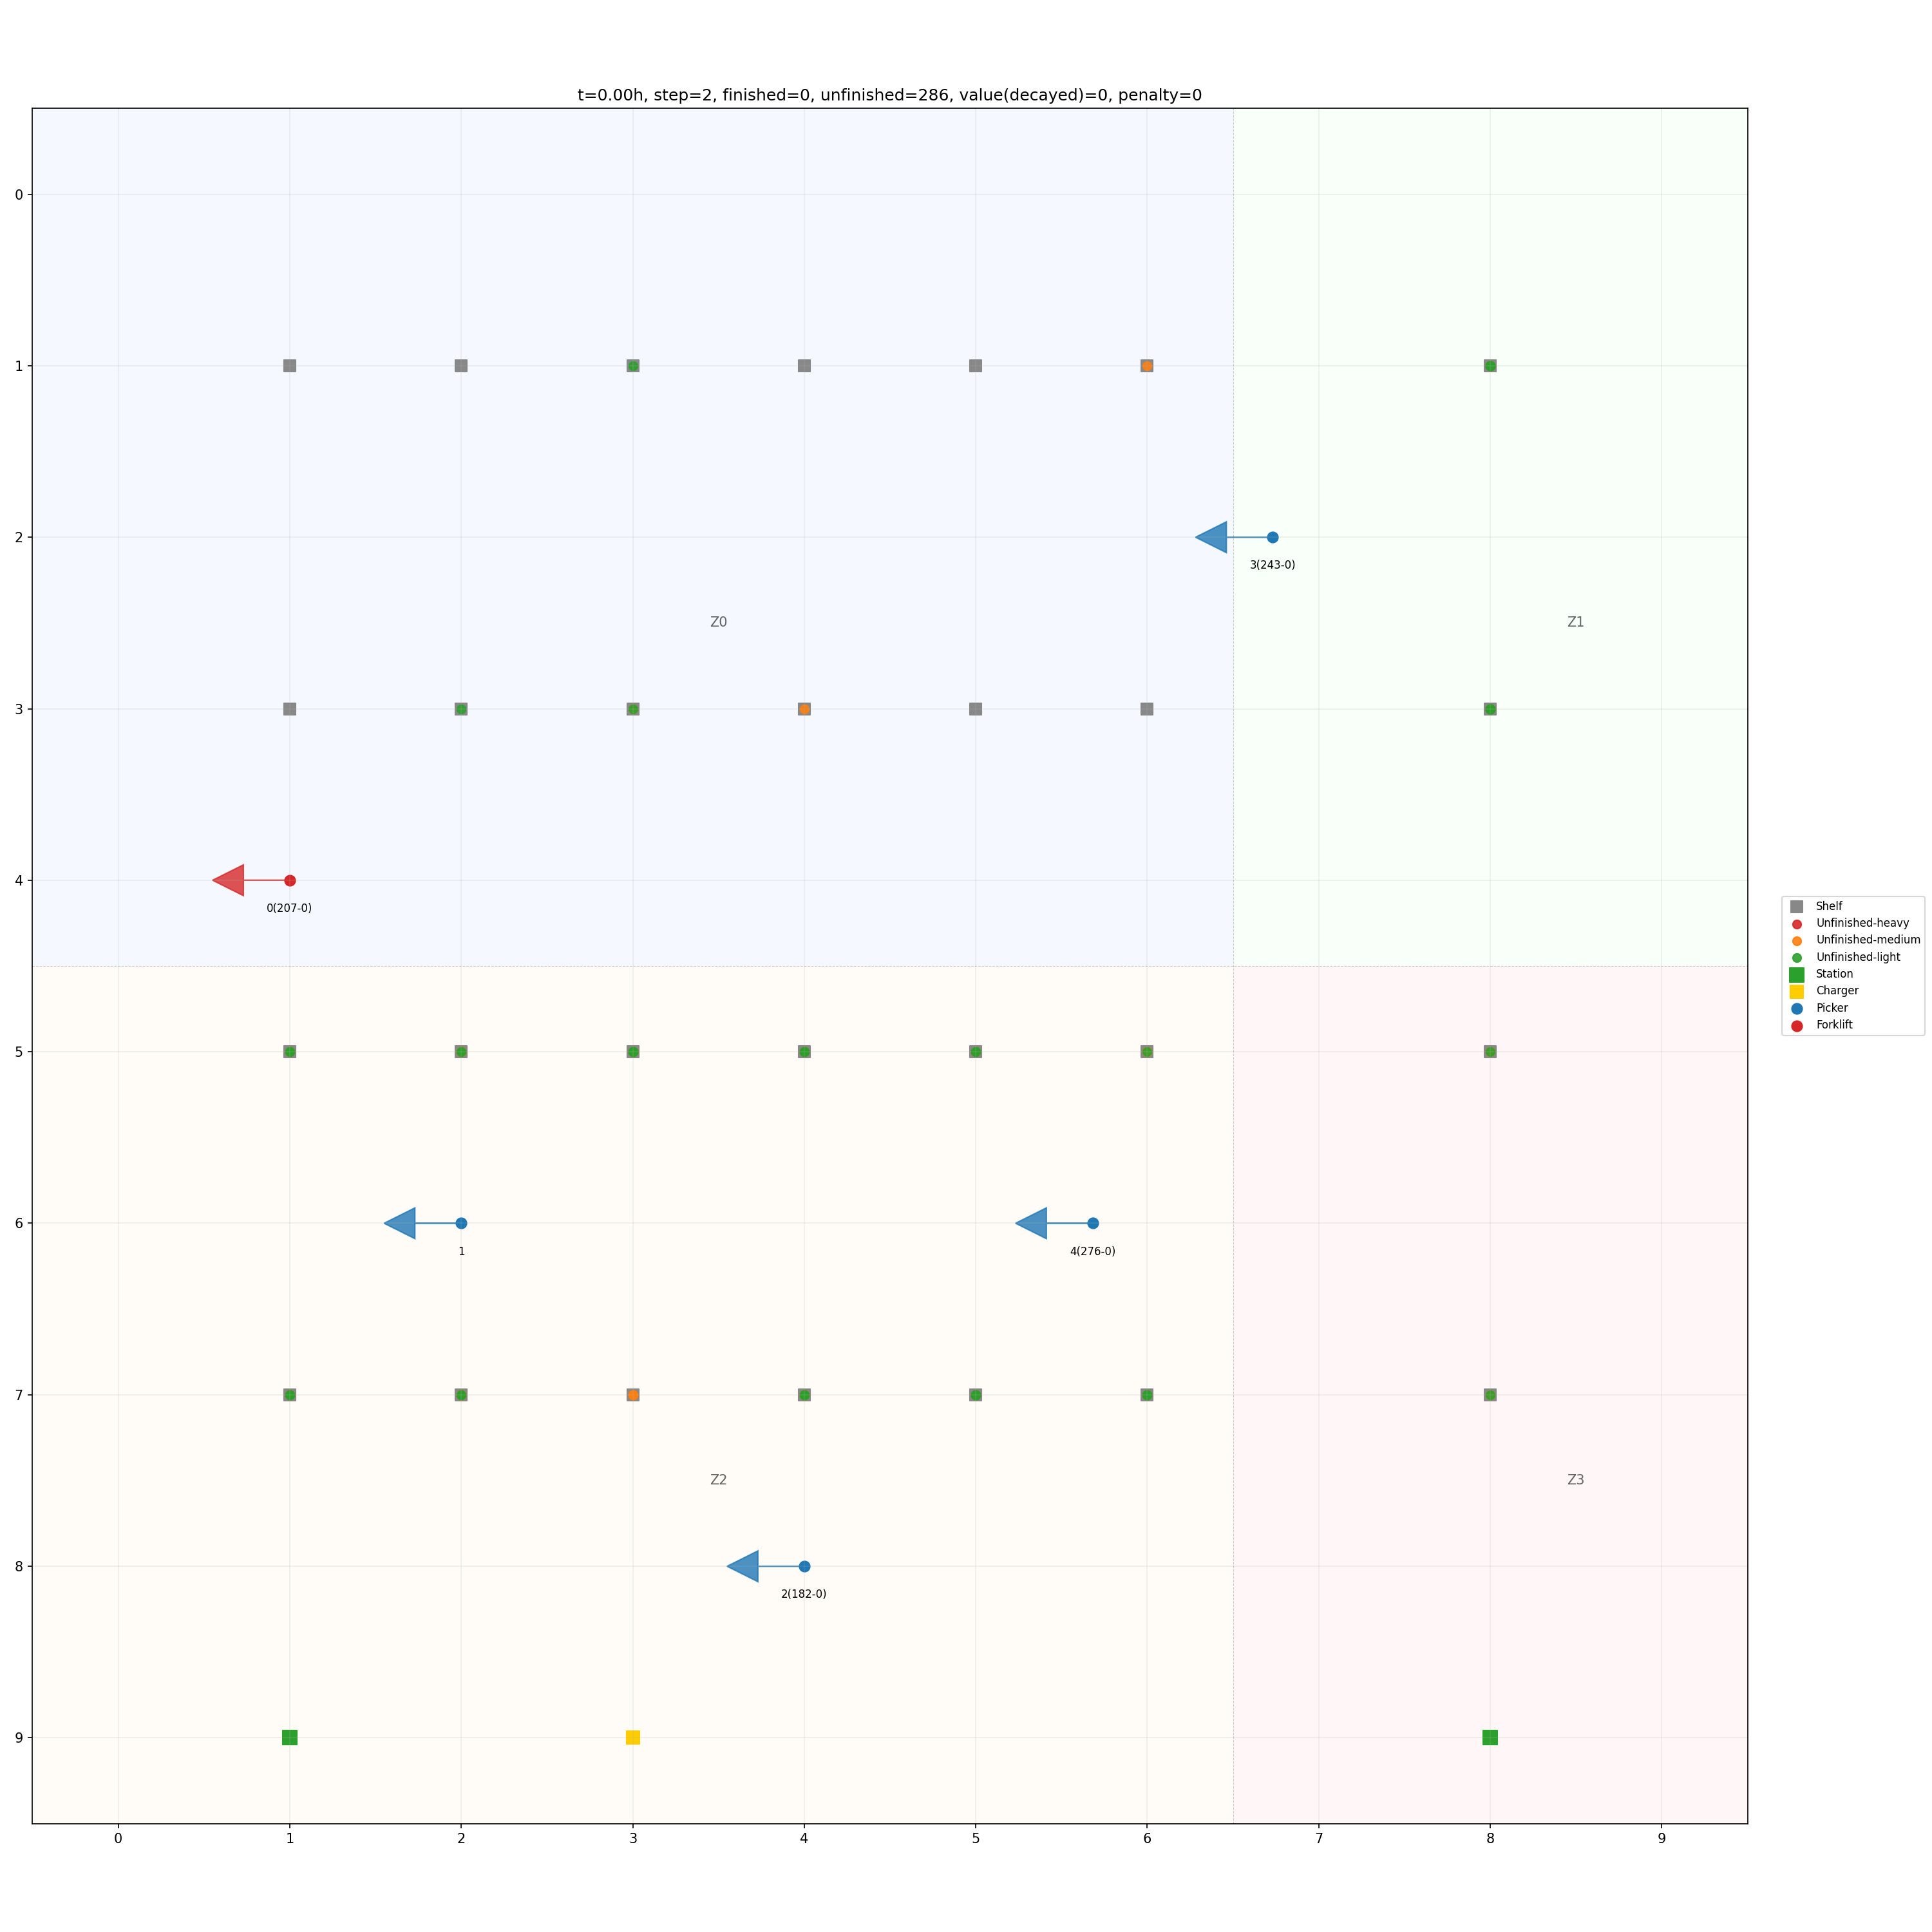 t=0.00h, step=2, finished=0, unfinished=286, value(decayed)=0, penalty=0
0
1
2
3(243-0)
Z0
Z1
3
4
0(207-0)
Shelf
Unfinished-heavy
Unfinished-medium
Unfinished-light
Station
Charger
Picker
Forklift
5
6
1
4(276-0)
7
Z2
Z3
8
2(182-0)
9
0 1 2 3 4 5 6 7 8 9